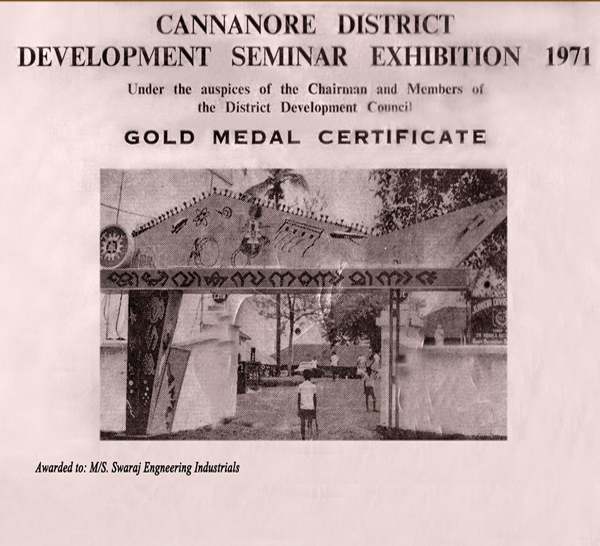 CANNANORE DISTRICT
DEVELOPMENT SEMINAR EXHIBITION 1971
Under the auspices of the Chairman and Members of
the District Development Council
GOLD MEDAL CERTIFICATE
Awarded to: M/S. Swaraj Engneering Industrials